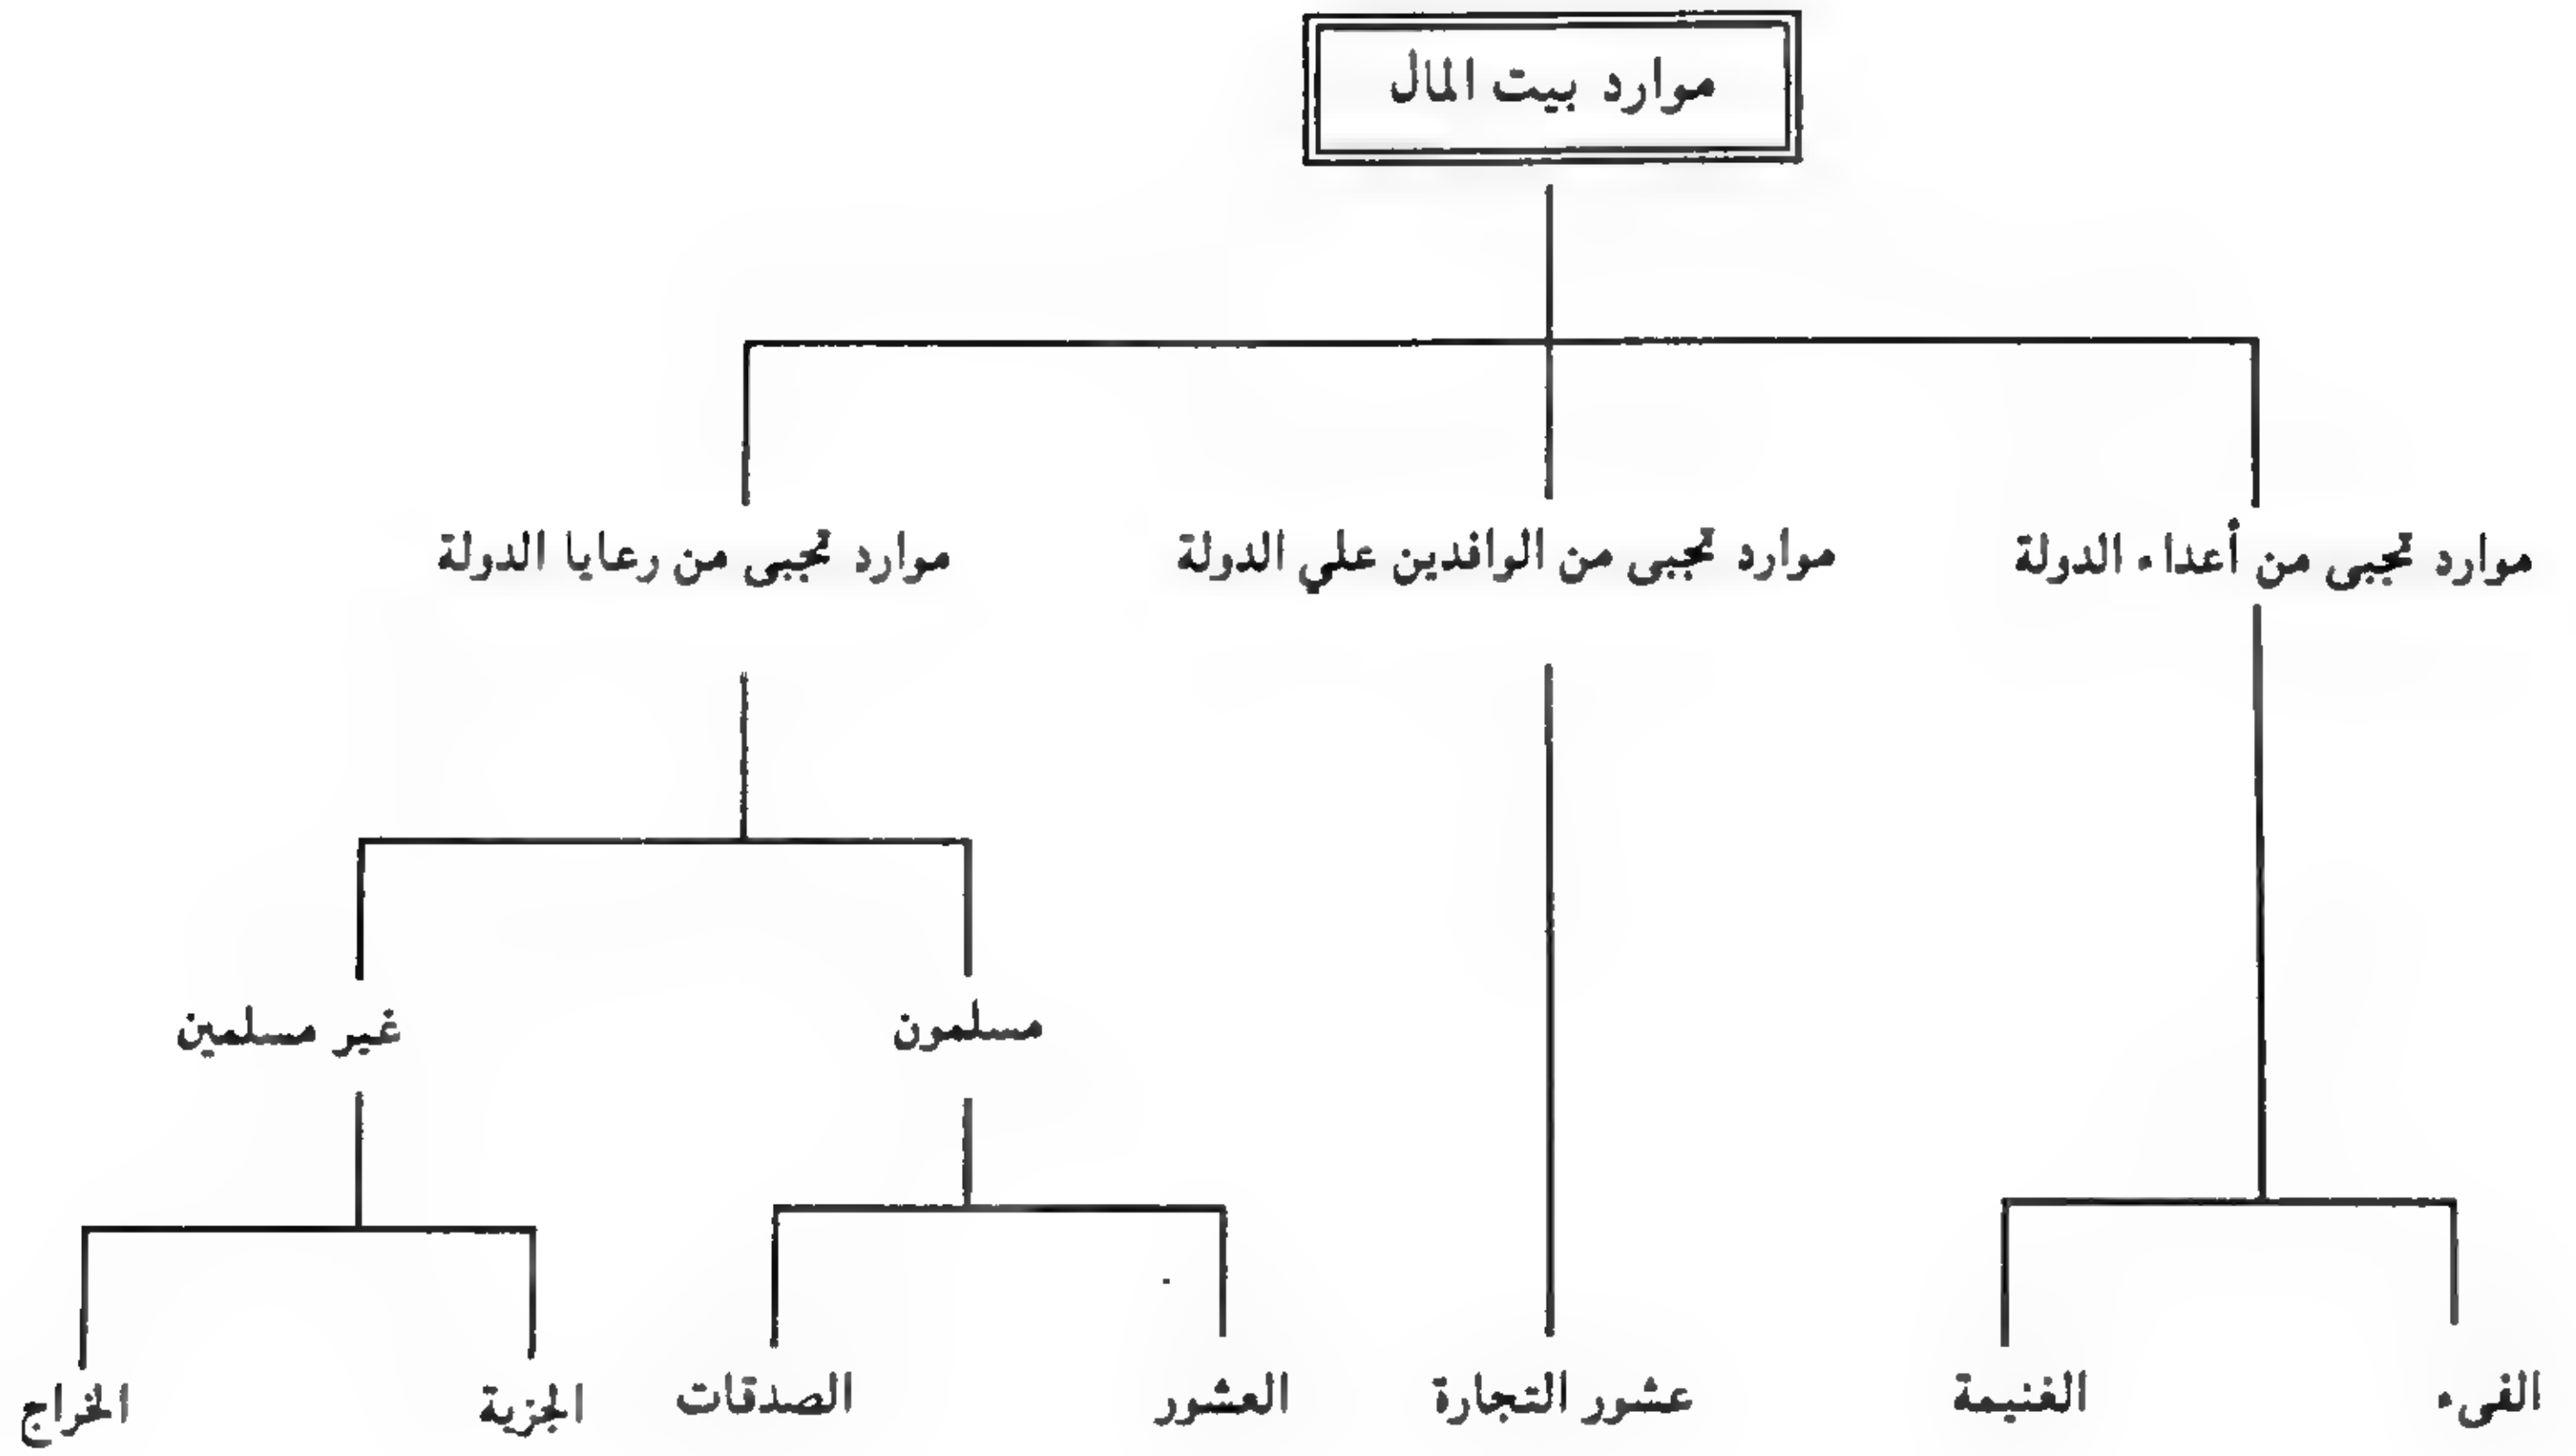 موارد بيت المال
موارد تجبى من أعداء الدولة
موارد تجبى من الوافدين علي الدولة
موارد تجبى من رعايا الدولة
مسلمون
غير مسلمين
الفىء
الغنيمة
عشور التجارة
العشور
الصدقات
الجزية
الخراج